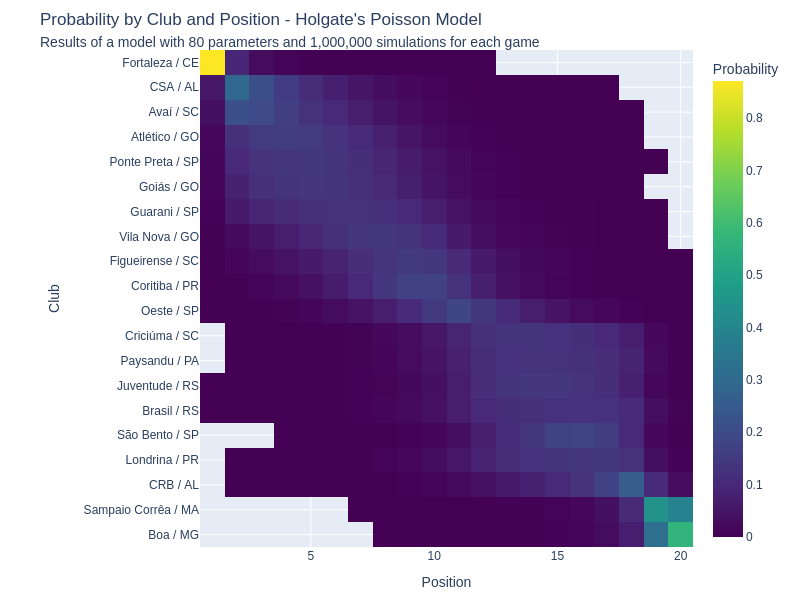 Probability by Club and Position - Holgate's Poisson Model
Results of a model with 80 parameters and 1,000,000 simulations for each game
Probability
Fortaleza / CE
CSA / AL
Avaí / SC
Atlético / GO
Ponte Preta / SP
Goiás / GO
Guarani / SP
Vila Nova / GO
Figueirense / SC
Coritiba / PR
Oeste / SP
Criciúma / SC
Paysandu / PA
Juventude / RS
Brasil / RS
São Bento / SP
Londrina / PR
CRB / AL
Sampaio Corrêa / MA
Boa / MG
Club
5
10
15
20
Position
0.8
0.7
0.6
0.5
0.4
0.3
0.2
0.1
0